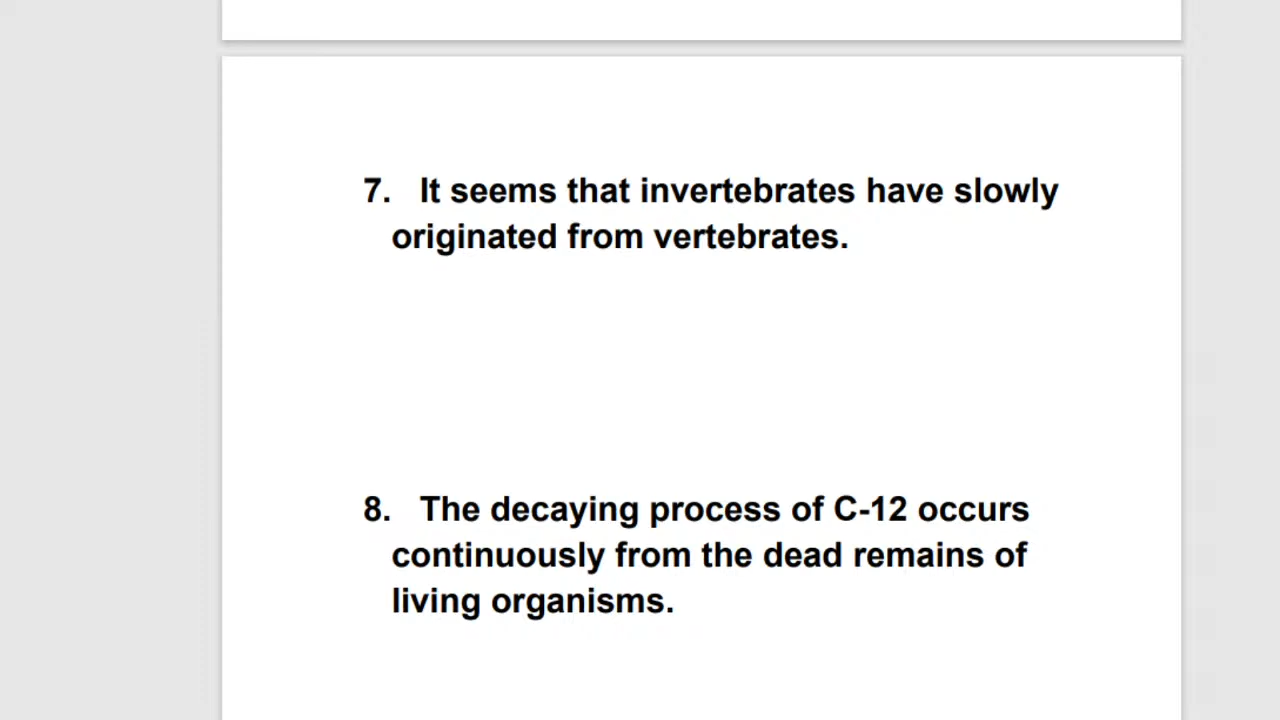 7. It seems that invertebrates have slowly
originated from vertebrates.
8. The decaying process of C-12 occurs
continuously from the dead remains of
living organisms.